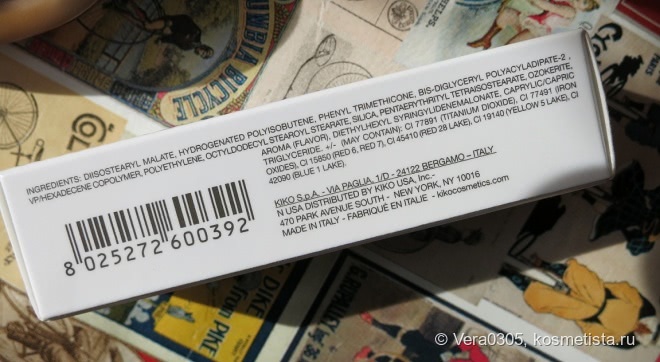 INGREDIENTS: DIISOSTEARYL MALATE, HYDROGENATED POLYISOBUTENE, PHENYL TRIMETHICONE, BIS-DIGLYCERYL POLYACYLADIPATE-2,
VP/HEXADECENE COPOLYMER, POLYETHYLENE, OCTYLDODECYL STEAROYL STEARATE, SILICA, PENTAERYTHRITYL TETRAISOSTEARATE, OZOKERITE,
AROMA (FLAVOR), DIETHYLHEXYL SYRINGYLIDENEMALONATE, CAPRYLIC/CAPRIC
TRIGLYCERIDE. +/- (MAY CONTAIN): CI 77891 (TITANIUM DIOXIDE), CI 77491 (IRON
OXIDES), CI 15850 (RED 6, RED 7), CI 45410 (RED 28 LAKE), CI 19140 (YELLOW 5 LAKE), CI
42090 (BLUE 1 LAKE).
KIKO S.p.A. - VIA PAGLIA, 1/D - 24122 BERGAMO – ITALY
N USA DISTRIBUTED BY KIKO USA, Inc.-
470 PARK AVENUE SOUTH - NEW YORK, NY 10016
MADE IN ITALY - FABRIQUÉ EN ITALIE - kikocosmetics.com
8 025272 600392
COLUMBIA BICYCLE
© Vera0305, kosmetista.ru